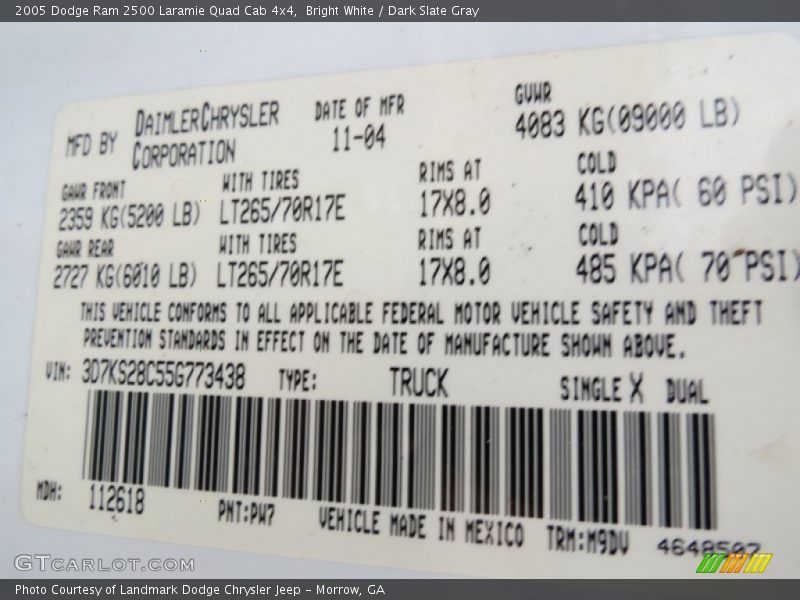 2005 Dodge Ram 2500 Laramie Quad Cab 4x4, Bright White / Dark Slate Gray
MFD BY DAIMLERCHRYSLER CORPORATION DATE OF MFR 11-04 GVWR 4083 KG(09000 LB)
GAWR FRONT WITH TIRES RIMS AT COLD
2359 KG(5200 LB) LT265/70R17E 17X8.0 410 KPA( 60 PSI)
GAWR REAR WITH TIRES RIMS AT COLD
2727 KG(6010 LB) LT265/70R17E 17X8.0 485 KPA( 70 PSI)
THIS VEHICLE CONFORMS TO ALL APPLICABLE FEDERAL MOTOR VEHICLE SAFETY AND THEFT
PREVENTION STANDARDS IN EFFECT ON THE DATE OF MANUFACTURE SHOWN ABOVE.
VIN: 3D7KS28C55G773438 TYPE: TRUCK SINGLE X DUAL
MDH: 112618 PNT:PW7 VEHICLE MADE IN MEXICO TRM:M9DV 4648507
GTCARLOT.COM
Photo Courtesy of Landmark Dodge Chrysler Jeep – Morrow, GA